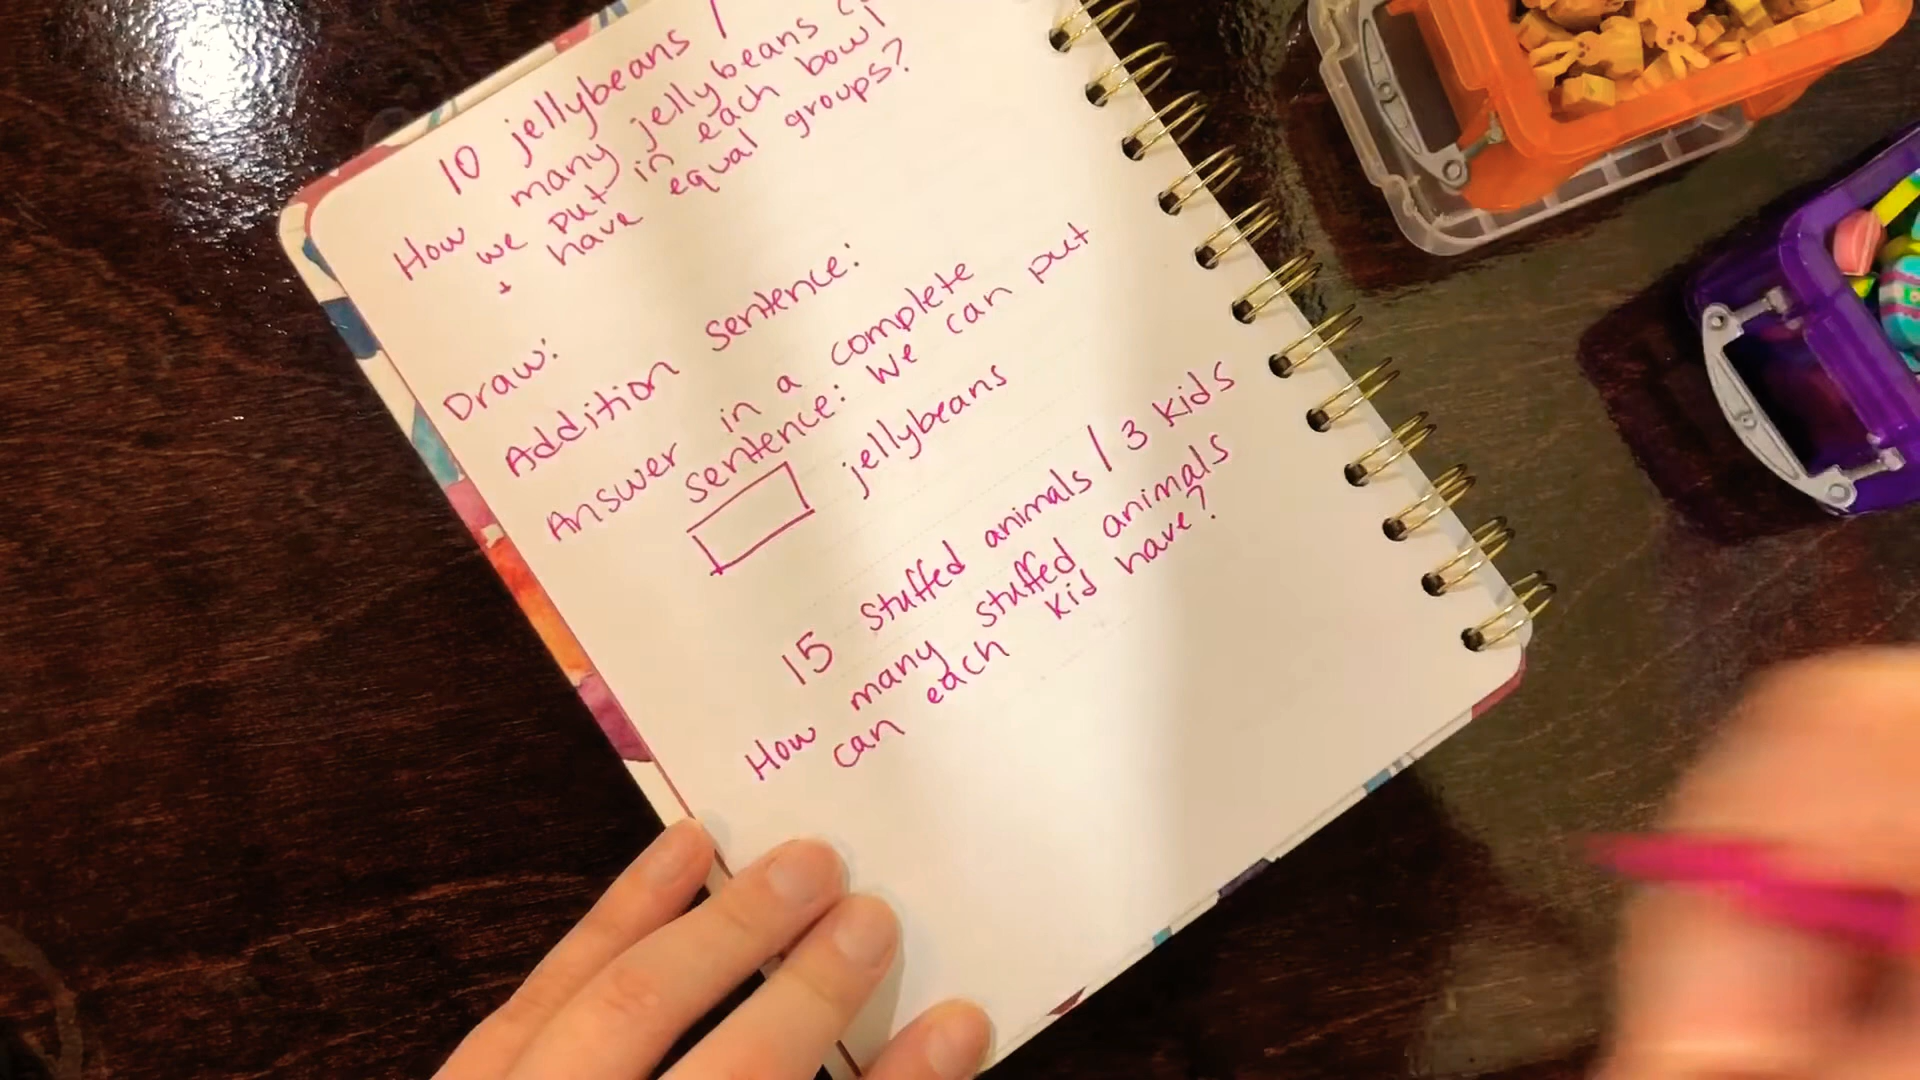 10 jellybeans /
How many jellybeans
we put in each bowl
+ have equal groups?
Draw:
Addition sentence:
Answer in a complete
sentence: We can put
jellybeans
15 stuffed animals / 3 kids
How many stuffed animals
can each kid have?